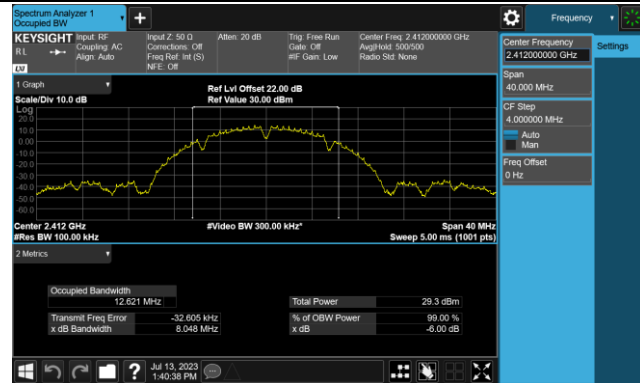 Spectrum Analyzer 1
Occupied BW
Frequency
KEYSIGHT
RL
LXI
Input: RF
Coupling: AC
Align: Auto
Input Z: 50 Ω
Corrections: Off
Freq Ref: Int (S)
NFE: Off
Atten: 20 dB
Trig: Free Run
Gate: Off
#IF Gain: Low
Center Freq: 2.412000000 GHz
Avg|Hold: 500/500
Radio Std: None
Center Frequency
2.412000000 GHz
Settings
Span
40.000 MHz
CF Step
4.000000 MHz
Auto
Man
Freq Offset
0 Hz
1 Graph
Scale/Div 10.0 dB
Ref Lvl Offset 22.00 dB
Ref Value 30.00 dBm
Log
20.0
10.0
0.00
-10.0
-20.0
-30.0
-40.0
-50.0
-60.0
Center 2.412 GHz
#Res BW 100.00 kHz
#Video BW 300.00 kHz*
Span 40 MHz
Sweep 5.00 ms (1001 pts)
2 Metrics
Occupied Bandwidth
12.621 MHz
Total Power 29.3 dBm
Transmit Freq Error -32.605 kHz
% of OBW Power 99.00 %
x dB Bandwidth 8.048 MHz
x dB -6.00 dB
?
Jul 13, 2023
1:40:38 PM